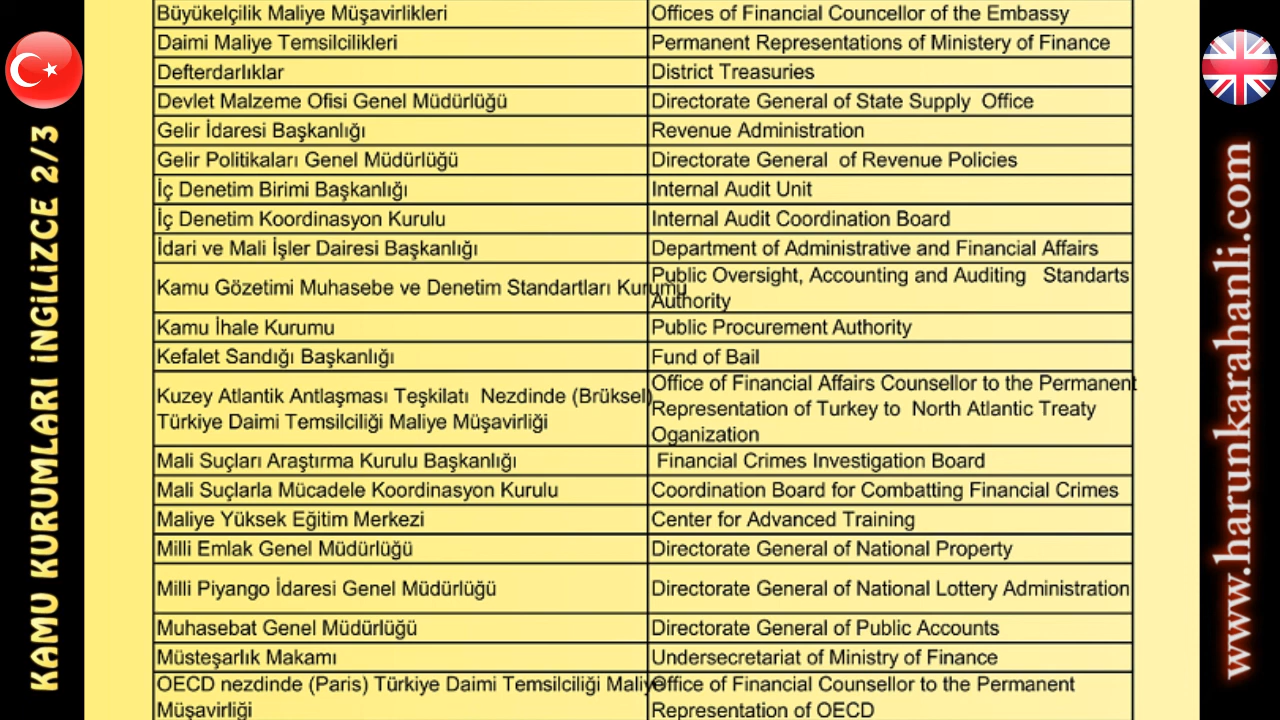 KAMU KURUMLARI İNGİLİZCE 2/3
Büyükelçilik Maliye Müşavirlikleri
Offices of Financial Councellor of the Embassy
Daimi Maliye Temsilcilikleri
Permanent Representations of Ministery of Finance
Defterdarlıklar
District Treasuries
Devlet Malzeme Ofisi Genel Müdürlüğü
Directorate General of State Supply  Office
Gelir İdaresi Başkanlığı
Revenue Administration
Gelir Politikaları Genel Müdürlüğü
Directorate General  of Revenue Policies
İç Denetim Birimi Başkanlığı
Internal Audit Unit
İç Denetim Koordinasyon Kurulu
Internal Audit Coordination Board
İdari ve Mali İşler Dairesi Başkanlığı
Department of Administrative and Financial Affairs
Kamu Gözetimi Muhasebe ve Denetim Standartları Kurumu
Public Oversight, Accounting and Auditing   Standarts
Authority
Kamu İhale Kurumu
Public Procurement Authority
Kefalet Sandığı Başkanlığı
Fund of Bail
Kuzey Atlantik Antlaşması Teşkilatı  Nezdinde (Brüksel)
Türkiye Daimi Temsilciliği Maliye Müşavirliği
Office of Financial Affairs Counsellor to the Permanent
Representation of Turkey to  North Atlantic Treaty
Oganization
Mali Suçları Araştırma Kurulu Başkanlığı
Financial Crimes Investigation Board
Mali Suçlarla Mücadele Koordinasyon Kurulu
Coordination Board for Combatting Financial Crimes
Maliye Yüksek Eğitim Merkezi
Center for Advanced Training
Milli Emlak Genel Müdürlüğü
Directorate General of National Property
Milli Piyango İdaresi Genel Müdürlüğü
Directorate General of National Lottery Administration
Muhasebat Genel Müdürlüğü
Directorate General of Public Accounts
Müsteşarlık Makamı
Undersecretariat of Ministry of Finance
OECD nezdinde (Paris) Türkiye Daimi Temsilciliği Maliye
Müşavirliği
Office of Financial Counsellor to the Permanent
Representation of OECD
www.harunkarahanli.com